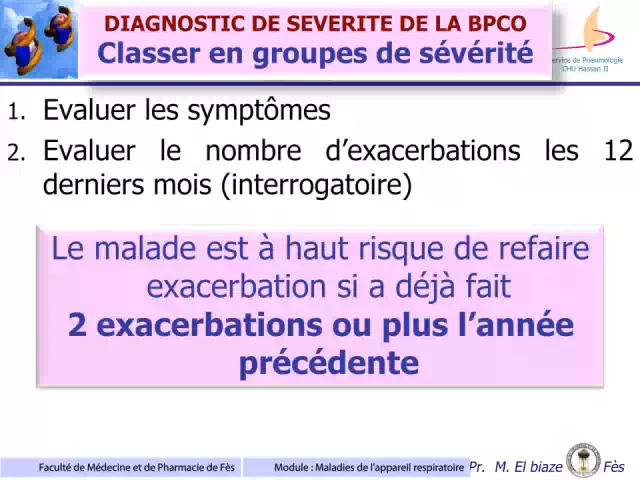 DIAGNOSTIC DE SEVERITE DE LA BPCO
Classer en groupes de sévérité
Service de Pneumologie
CHU Hassan II
1. Evaluer les symptômes
2. Evaluer le nombre d’exacerbations les 12
derniers mois (interrogatoire)
Le malade est à haut risque de refaire
exacerbation si a déjà fait
2 exacerbations ou plus l’année
précédente
Faculté de Médecine et de Pharmacie de Fès
Module : Maladies de l'appareil respiratoire
Pr. M. El biaze
Fès